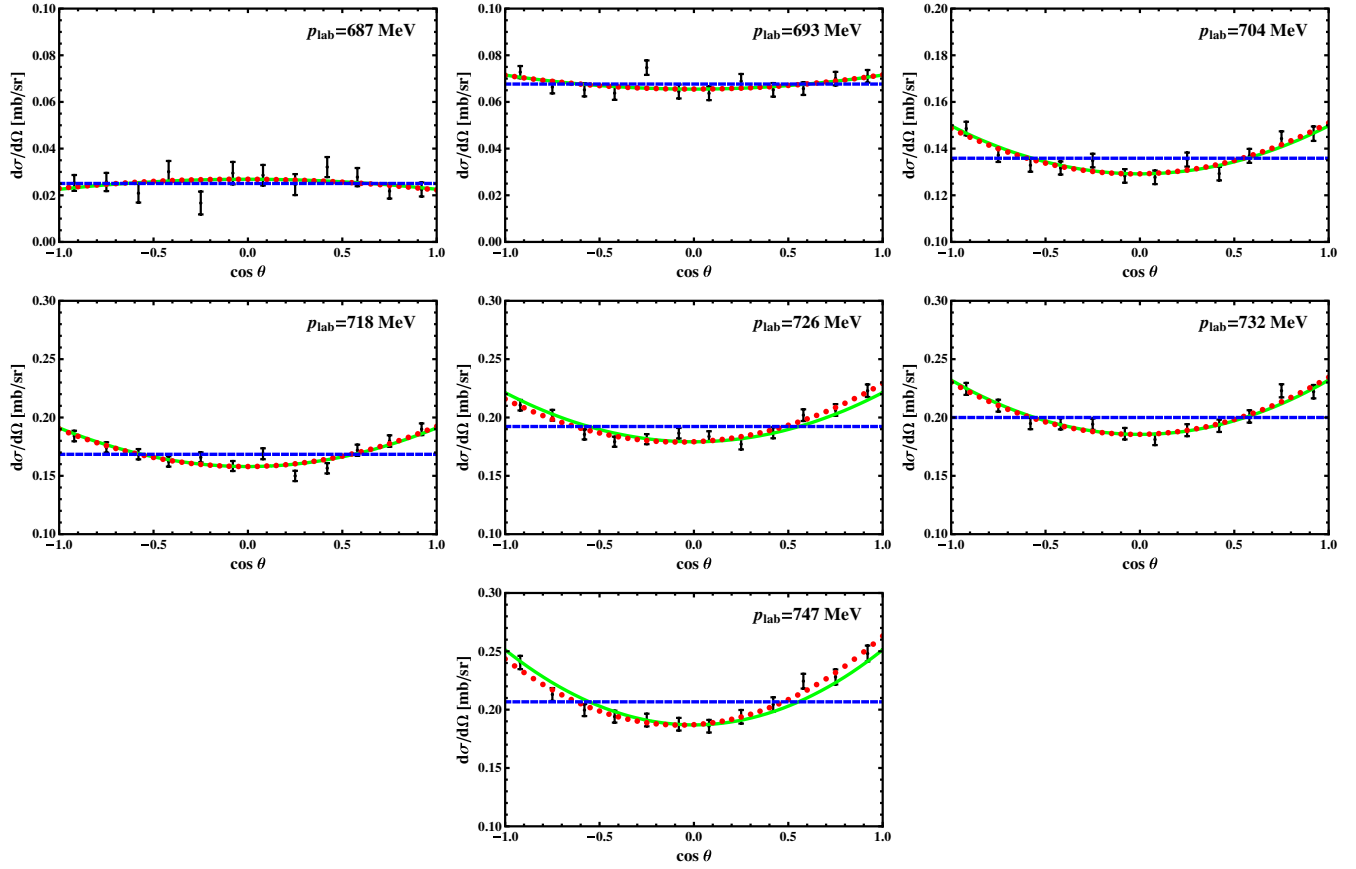 p_lab=687 MeV
dσ/dΩ [mb/sr]
0.10
0.08
0.06
0.04
0.02
0.00
−1.0 −0.5 0.0 0.5 1.0
cos θ
p_lab=693 MeV
dσ/dΩ [mb/sr]
0.10
0.08
0.06
0.04
0.02
0.00
−1.0 −0.5 0.0 0.5 1.0
cos θ
p_lab=704 MeV
dσ/dΩ [mb/sr]
0.20
0.18
0.16
0.14
0.12
0.10
−1.0 −0.5 0.0 0.5 1.0
cos θ
p_lab=718 MeV
dσ/dΩ [mb/sr]
0.30
0.25
0.20
0.15
0.10
−1.0 −0.5 0.0 0.5 1.0
cos θ
p_lab=726 MeV
dσ/dΩ [mb/sr]
0.30
0.25
0.20
0.15
0.10
−1.0 −0.5 0.0 0.5 1.0
cos θ
p_lab=732 MeV
dσ/dΩ [mb/sr]
0.30
0.25
0.20
0.15
0.10
−1.0 −0.5 0.0 0.5 1.0
cos θ
p_lab=747 MeV
dσ/dΩ [mb/sr]
0.30
0.25
0.20
0.15
0.10
−1.0 −0.5 0.0 0.5 1.0
cos θ